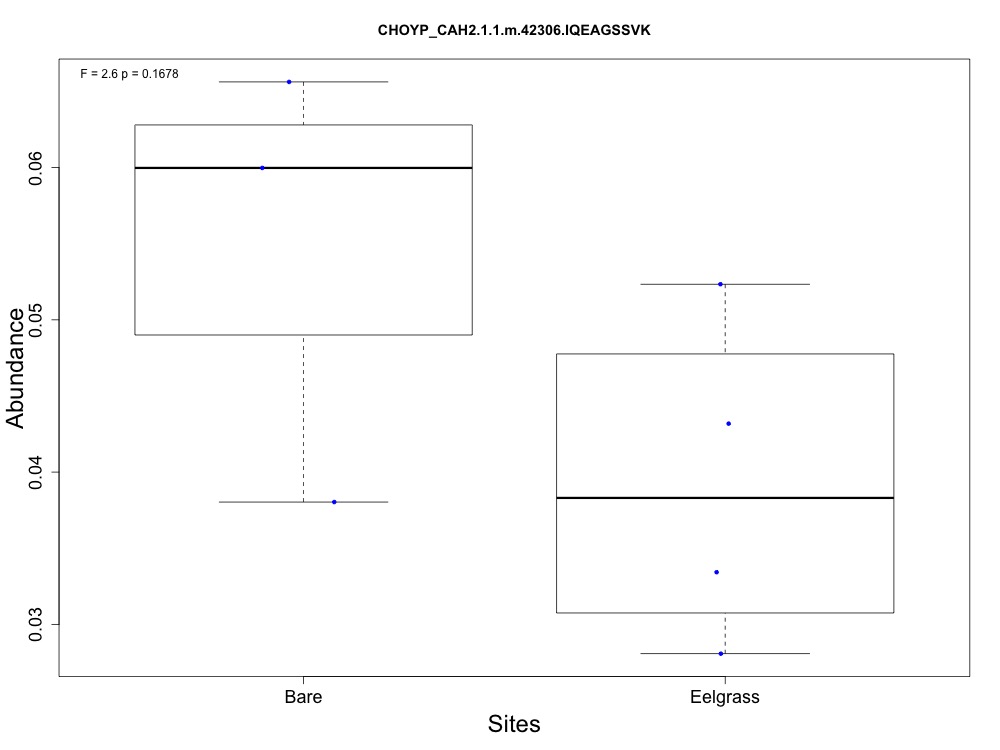 CHOYP_CAH2.1.1.m.42306.IQEAGSSVK
F = 2.6 p = 0.1678
0.06
0.05
0.04
0.03
Abundance
Bare
Eelgrass
Sites